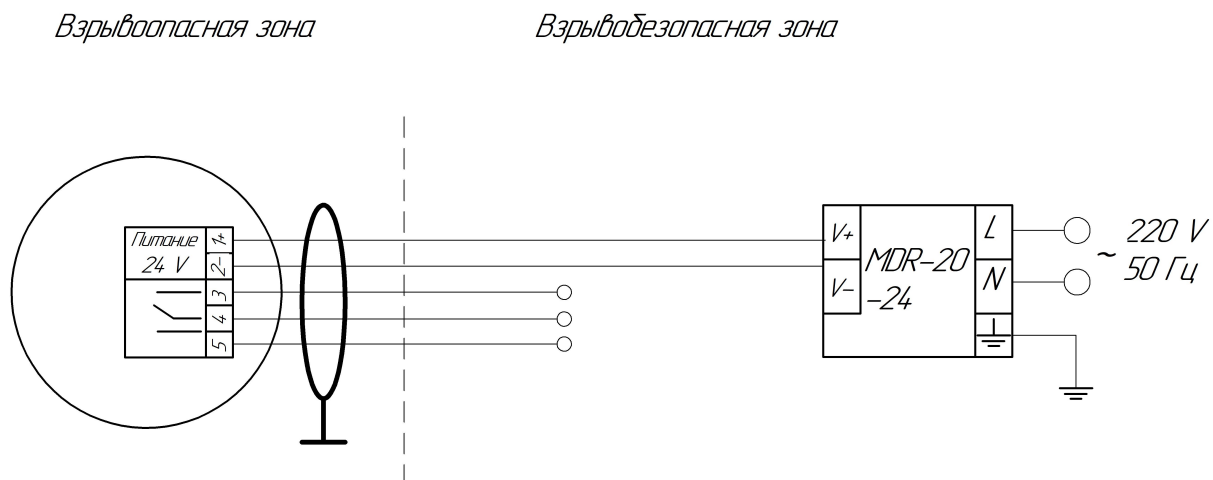 Взрывоопасная зона
Взрывобезопасная зона
Питание
24 V
1+
2-
3
4
5
V+
V-
MDR-20
-24
L
N
~ 220 V
50 Гц